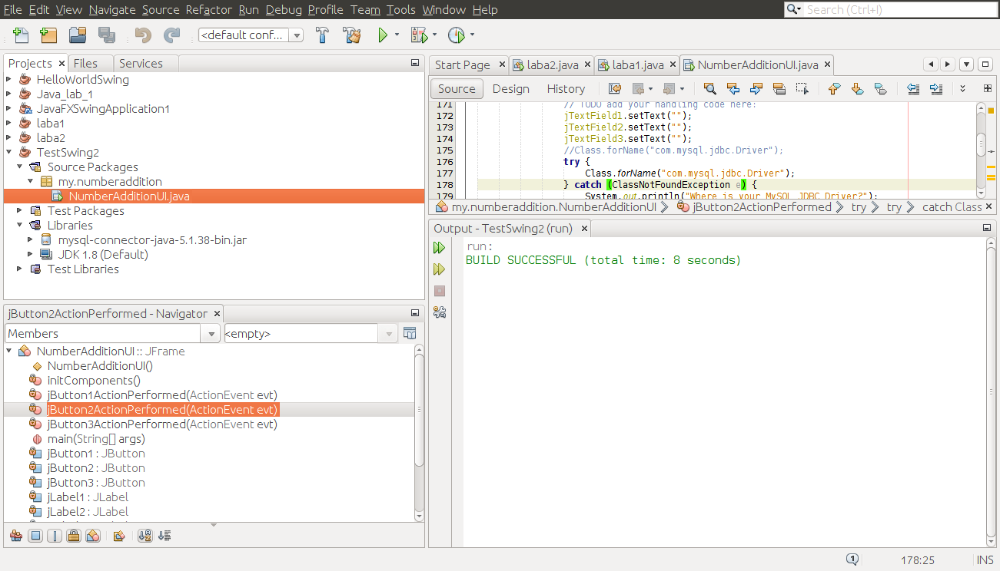 File Edit View Navigate Source Refactor Run Debug Profile Team Tools Window Help
Search (Ctrl+I)
<default conf...
Projects Files Services
HelloWorldSwing
Java_lab_1
JavaFXSwingApplication1
laba1
laba2
TestSwing2
Source Packages
my.numberaddition
NumberAdditionUI.java
Test Packages
Libraries
mysql-connector-java-5.1.38-bin.jar
JDK 1.8 (Default)
Test Libraries
jButton2ActionPerformed - Navigator
Members
<empty>
NumberAdditionUI :: JFrame
NumberAdditionUI()
initComponents()
jButton1ActionPerformed(ActionEvent evt)
jButton2ActionPerformed(ActionEvent evt)
jButton3ActionPerformed(ActionEvent evt)
main(String[] args)
jButton1 : JButton
jButton2 : JButton
jButton3 : JButton
jLabel1 : JLabel
jLabel2 : JLabel
Start Page laba2.java laba1.java NumberAdditionUI.java
Source Design History
171 // TODO add your handling code here:
172 jTextField1.setText("");
173 jTextField2.setText("");
174 jTextField3.setText("");
175 //Class.forName("com.mysql.jdbc.Driver");
176 try {
177 Class.forName("com.mysql.jdbc.Driver");
178 } catch (ClassNotFoundException e) {
179 System.out.println("Where is your MySQL JDBC Driver?");
my.numberaddition.NumberAdditionUI jButton2ActionPerformed try try catch Class
Output - TestSwing2 (run)
run:
BUILD SUCCESSFUL (total time: 8 seconds)
1
178:25
INS